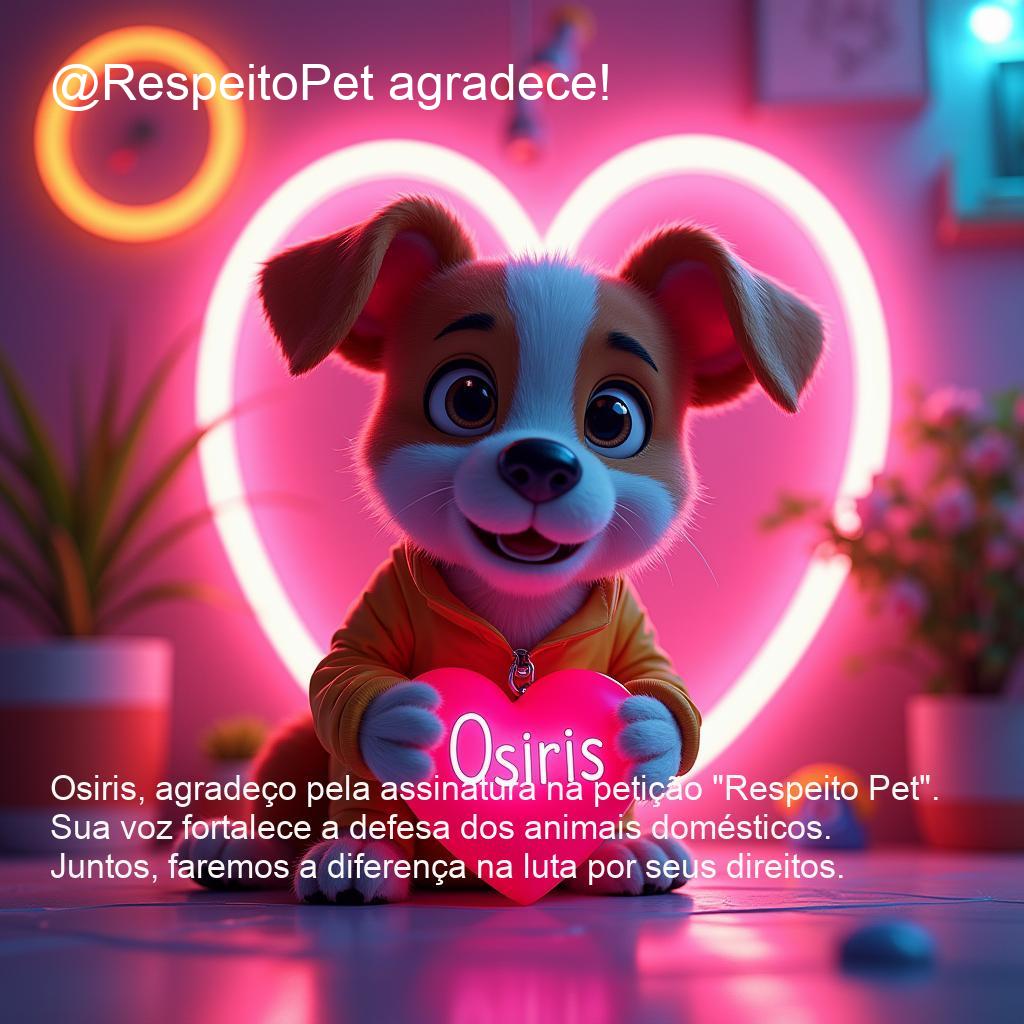 @RespeitoPet agradece!
Osiris
Osiris, agradeço pela assinatura na petição "Respeito Pet".
Sua voz fortalece a defesa dos animais domésticos.
Juntos, faremos a diferença na luta por seus direitos.